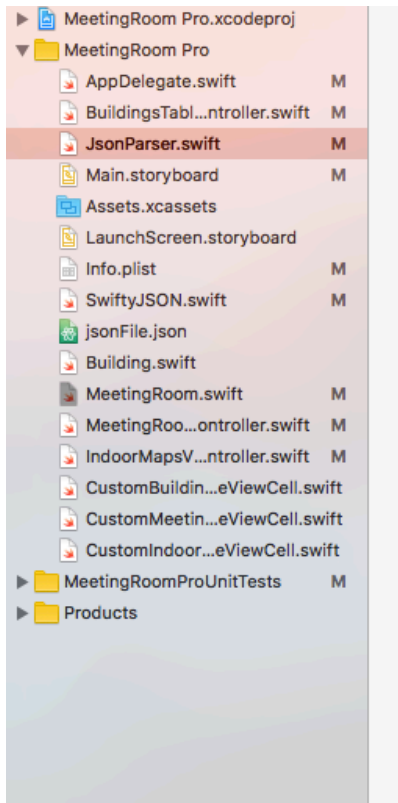 MeetingRoom Pro.xcodeproj
MeetingRoom Pro
AppDelegate.swift M
BuildingsTabl...ntroller.swift M
JsonParser.swift M
Main.storyboard M
Assets.xcassets
LaunchScreen.storyboard
Info.plist M
SwiftyJSON.swift M
jsonFile.json
Building.swift
MeetingRoom.swift M
MeetingRoo...ontroller.swift M
IndoorMapsV...ntroller.swift M
CustomBuildin...eViewCell.swift
CustomMeetin...eViewCell.swift
CustomIndoor...eViewCell.swift
MeetingRoomProUnitTests M
Products